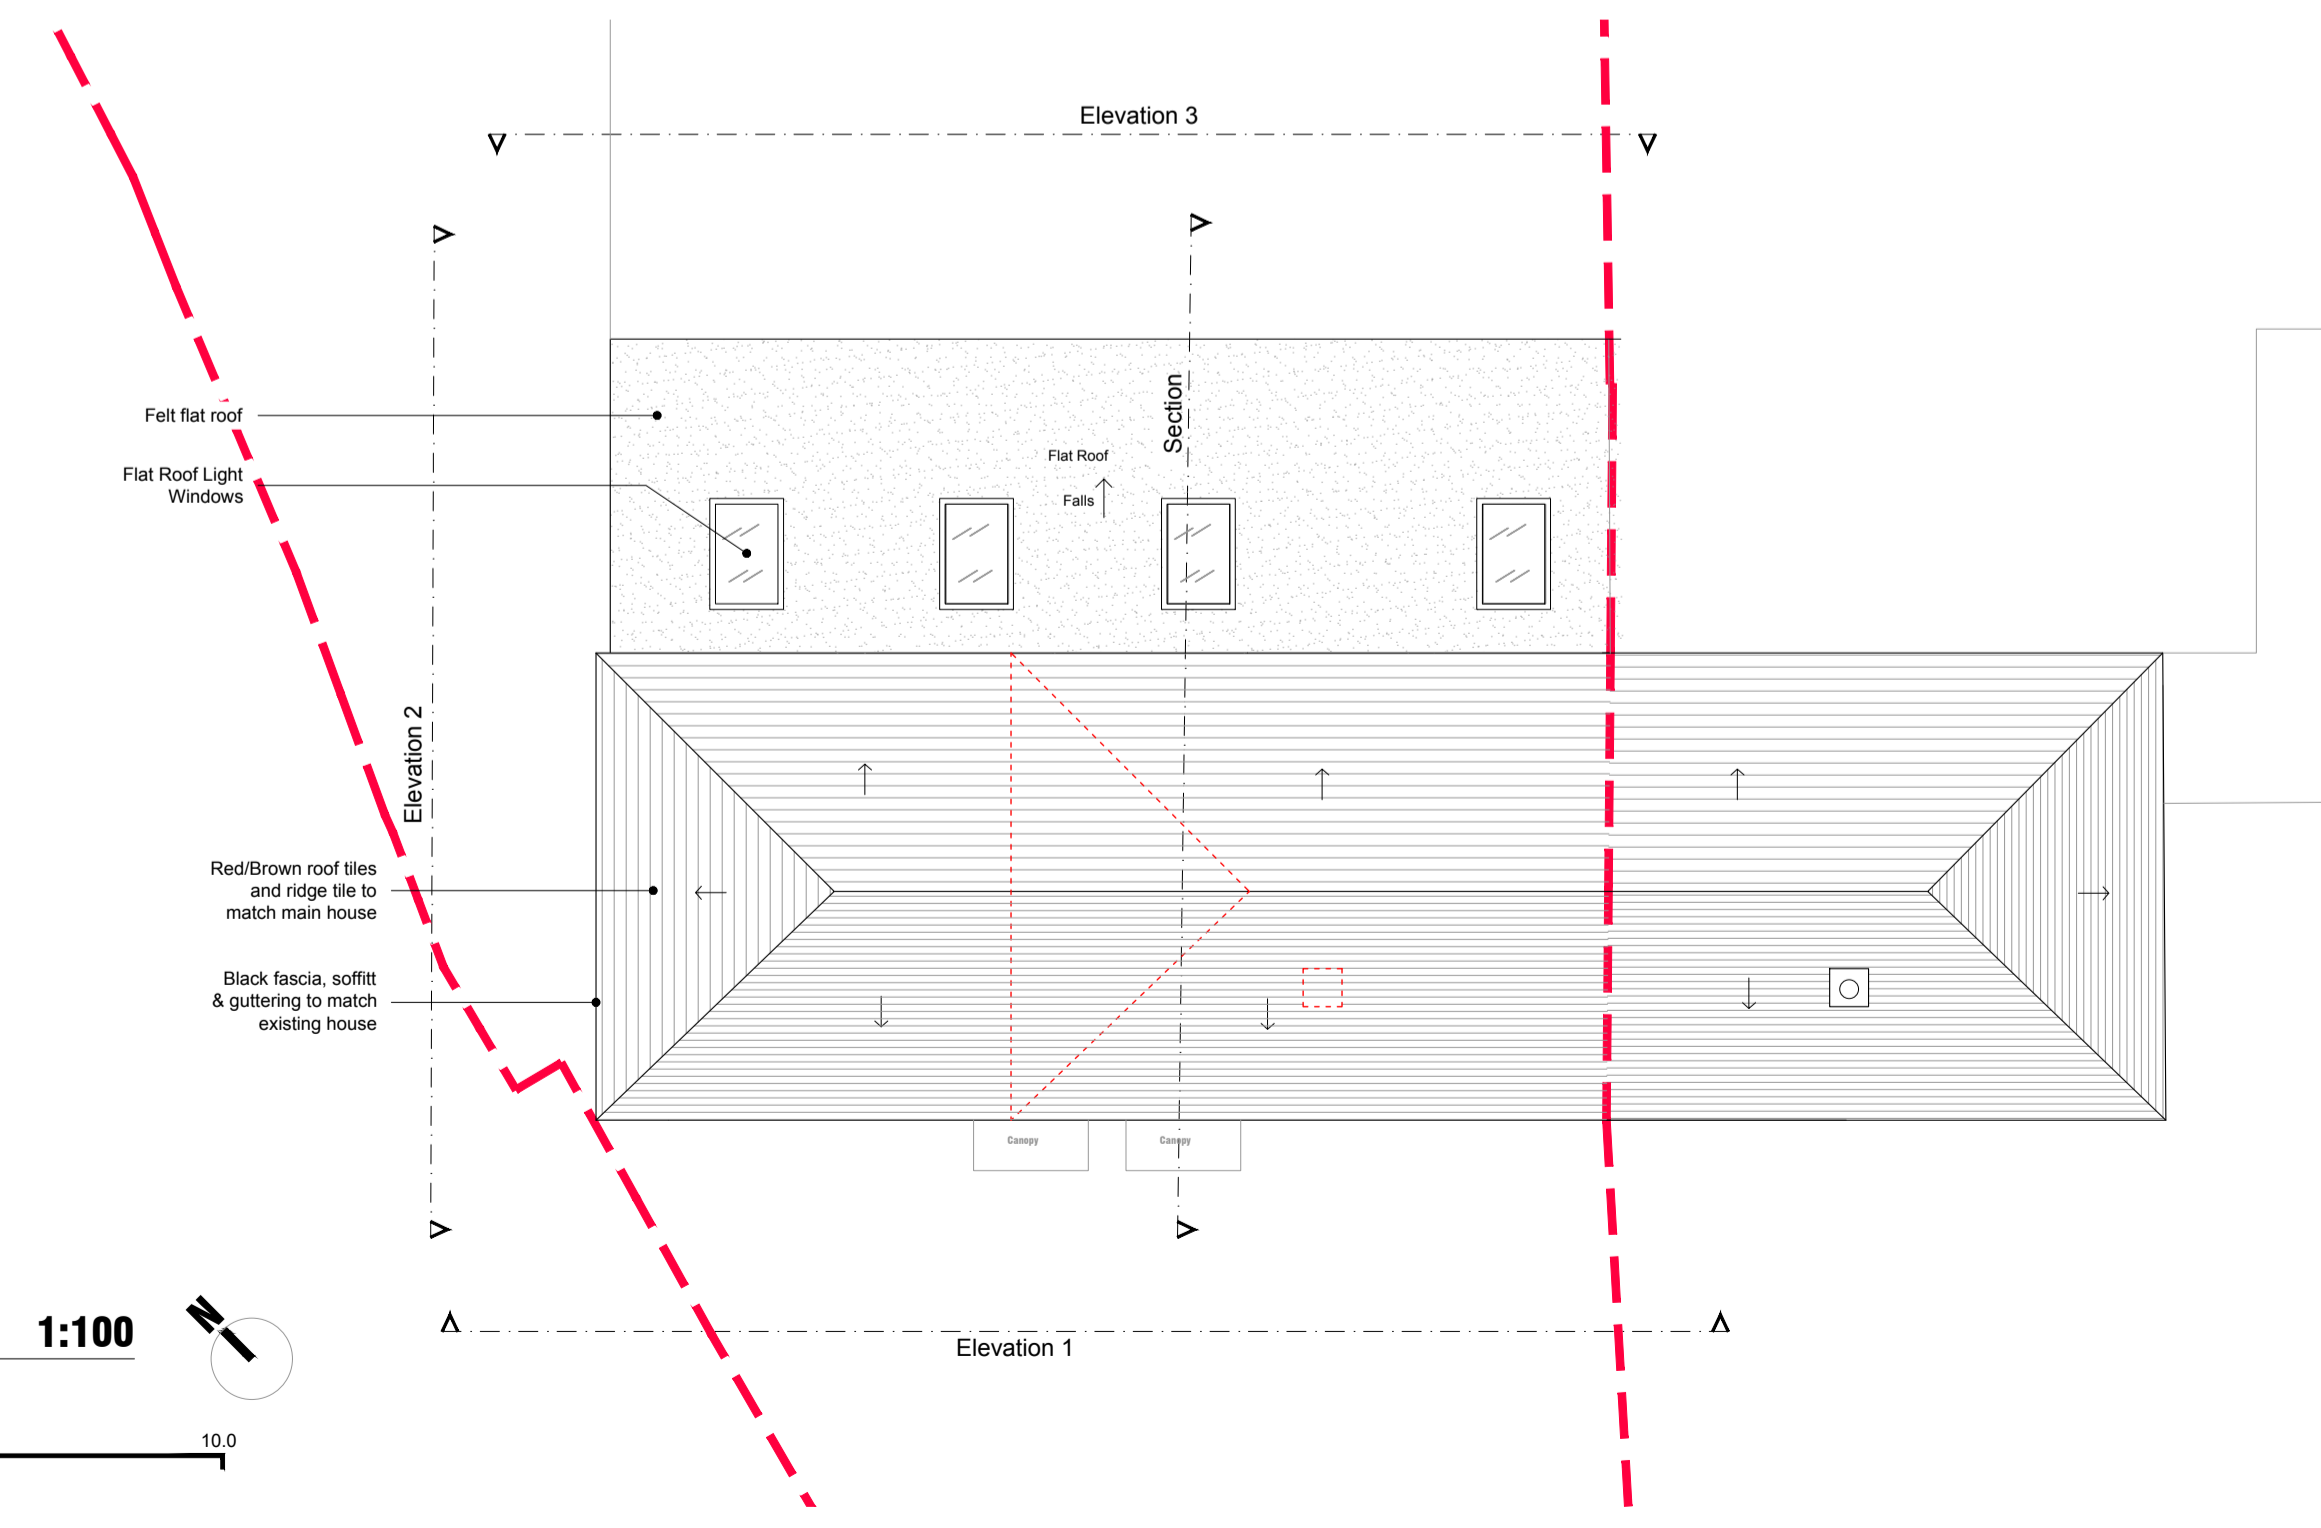 Elevation 3
Section
Felt flat roof
Flat Roof Light
Windows
Flat Roof
Falls
Elevation 2
Red/Brown roof tiles
and ridge tile to
match main house
Black fascia, soffitt
& guttering to match
existing house
Canopy
Canopy
N
1:100
Elevation 1
10.0